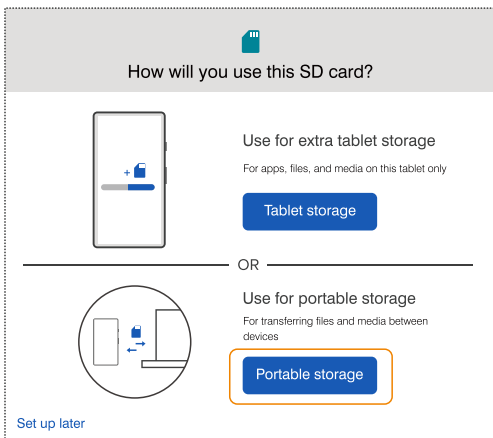 How will you use this SD card?
+
Use for extra tablet storage
For apps, files, and media on this tablet only
Tablet storage
OR
Use for portable storage
For transferring files and media between
devices
Portable storage
Set up later